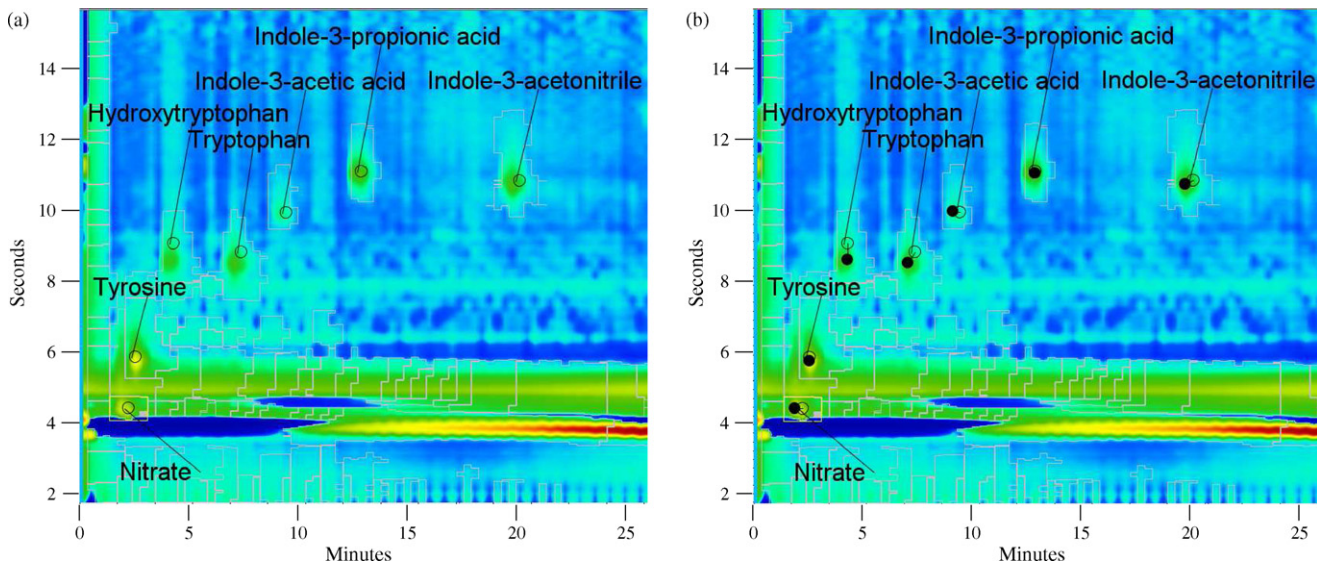 (a)
Indole-3-propionic acid
Indole-3-acetic acid
Indole-3-acetonitrile
Hydroxytryptophan
Tryptophan
Tyrosine
Nitrate
14
12
10
8
6
4
2
Seconds
0
5
10
15
20
25
Minutes
(b)
Indole-3-propionic acid
Indole-3-acetic acid
Indole-3-acetonitrile
Hydroxytryptophan
Tryptophan
Tyrosine
Nitrate
14
12
10
8
6
4
2
Seconds
0
5
10
15
20
25
Minutes